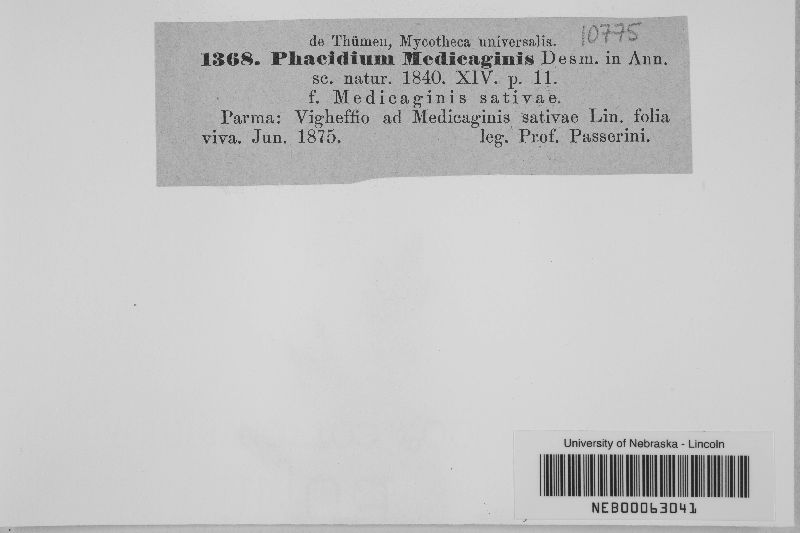 de Thümen, Mycotheca universalis. 10775
1368. Phacidium Medicaginis Desm. in Ann.
sc. natur. 1840. XIV. p. 11.
f. Medicaginis sativae.
Parma: Vigheffio ad Medicaginis sativae Lin. folia
viva. Jun. 1875. leg. Prof. Passerini.
University of Nebraska - Lincoln
NEB00063041